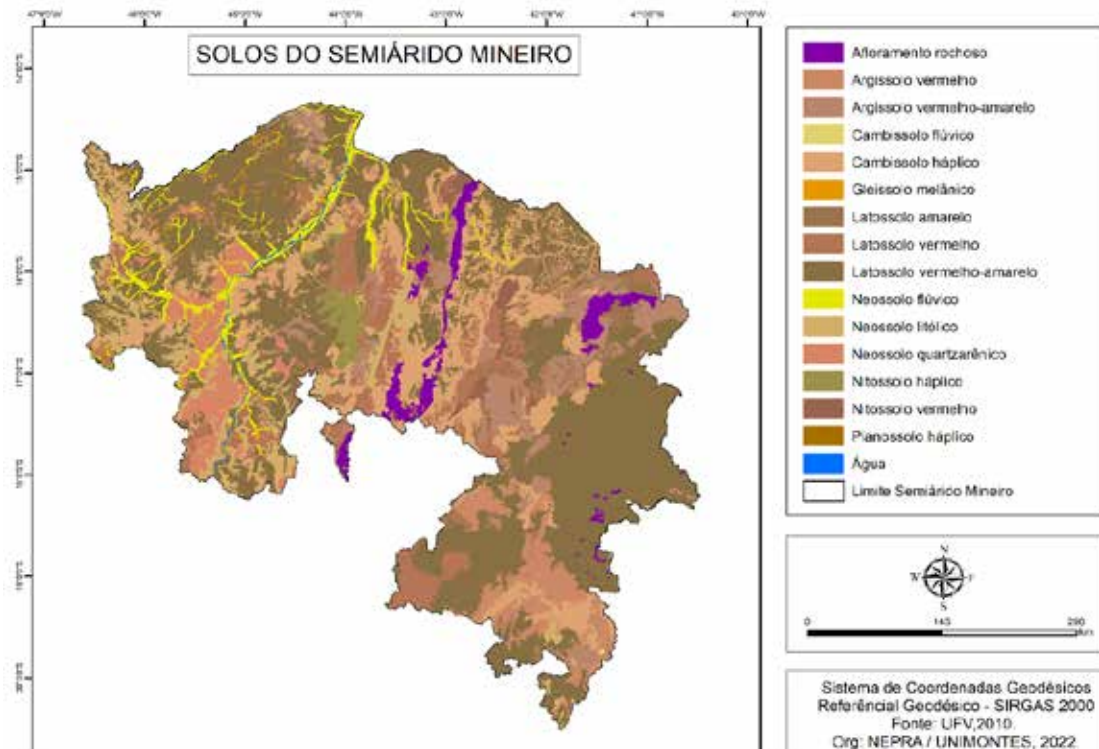 SOLOS DO SEMIÁRIDO MINEIRO
Afloramento rochoso
Argissolo vermelho
Argissolo vermelho-amarelo
Cambissolo flúvico
Cambissolo háplico
Gleissolo melânico
Latossolo amarelo
Latossolo vermelho
Latossolo vermelho-amarelo
Neossolo flúvico
Neossolo litólico
Neossolo quartzarênico
Nitossolo háplico
Nitossolo vermelho
Planossolo háplico
Água
Limite Semiárido Mineiro
N
W
S
0
Sistema de Coordenadas Geodésicos
Referêncial Geodésico - SIRGAS 2000
Fonte: UFV,2010.
Org: NEPRA / UNIMONTES, 2022